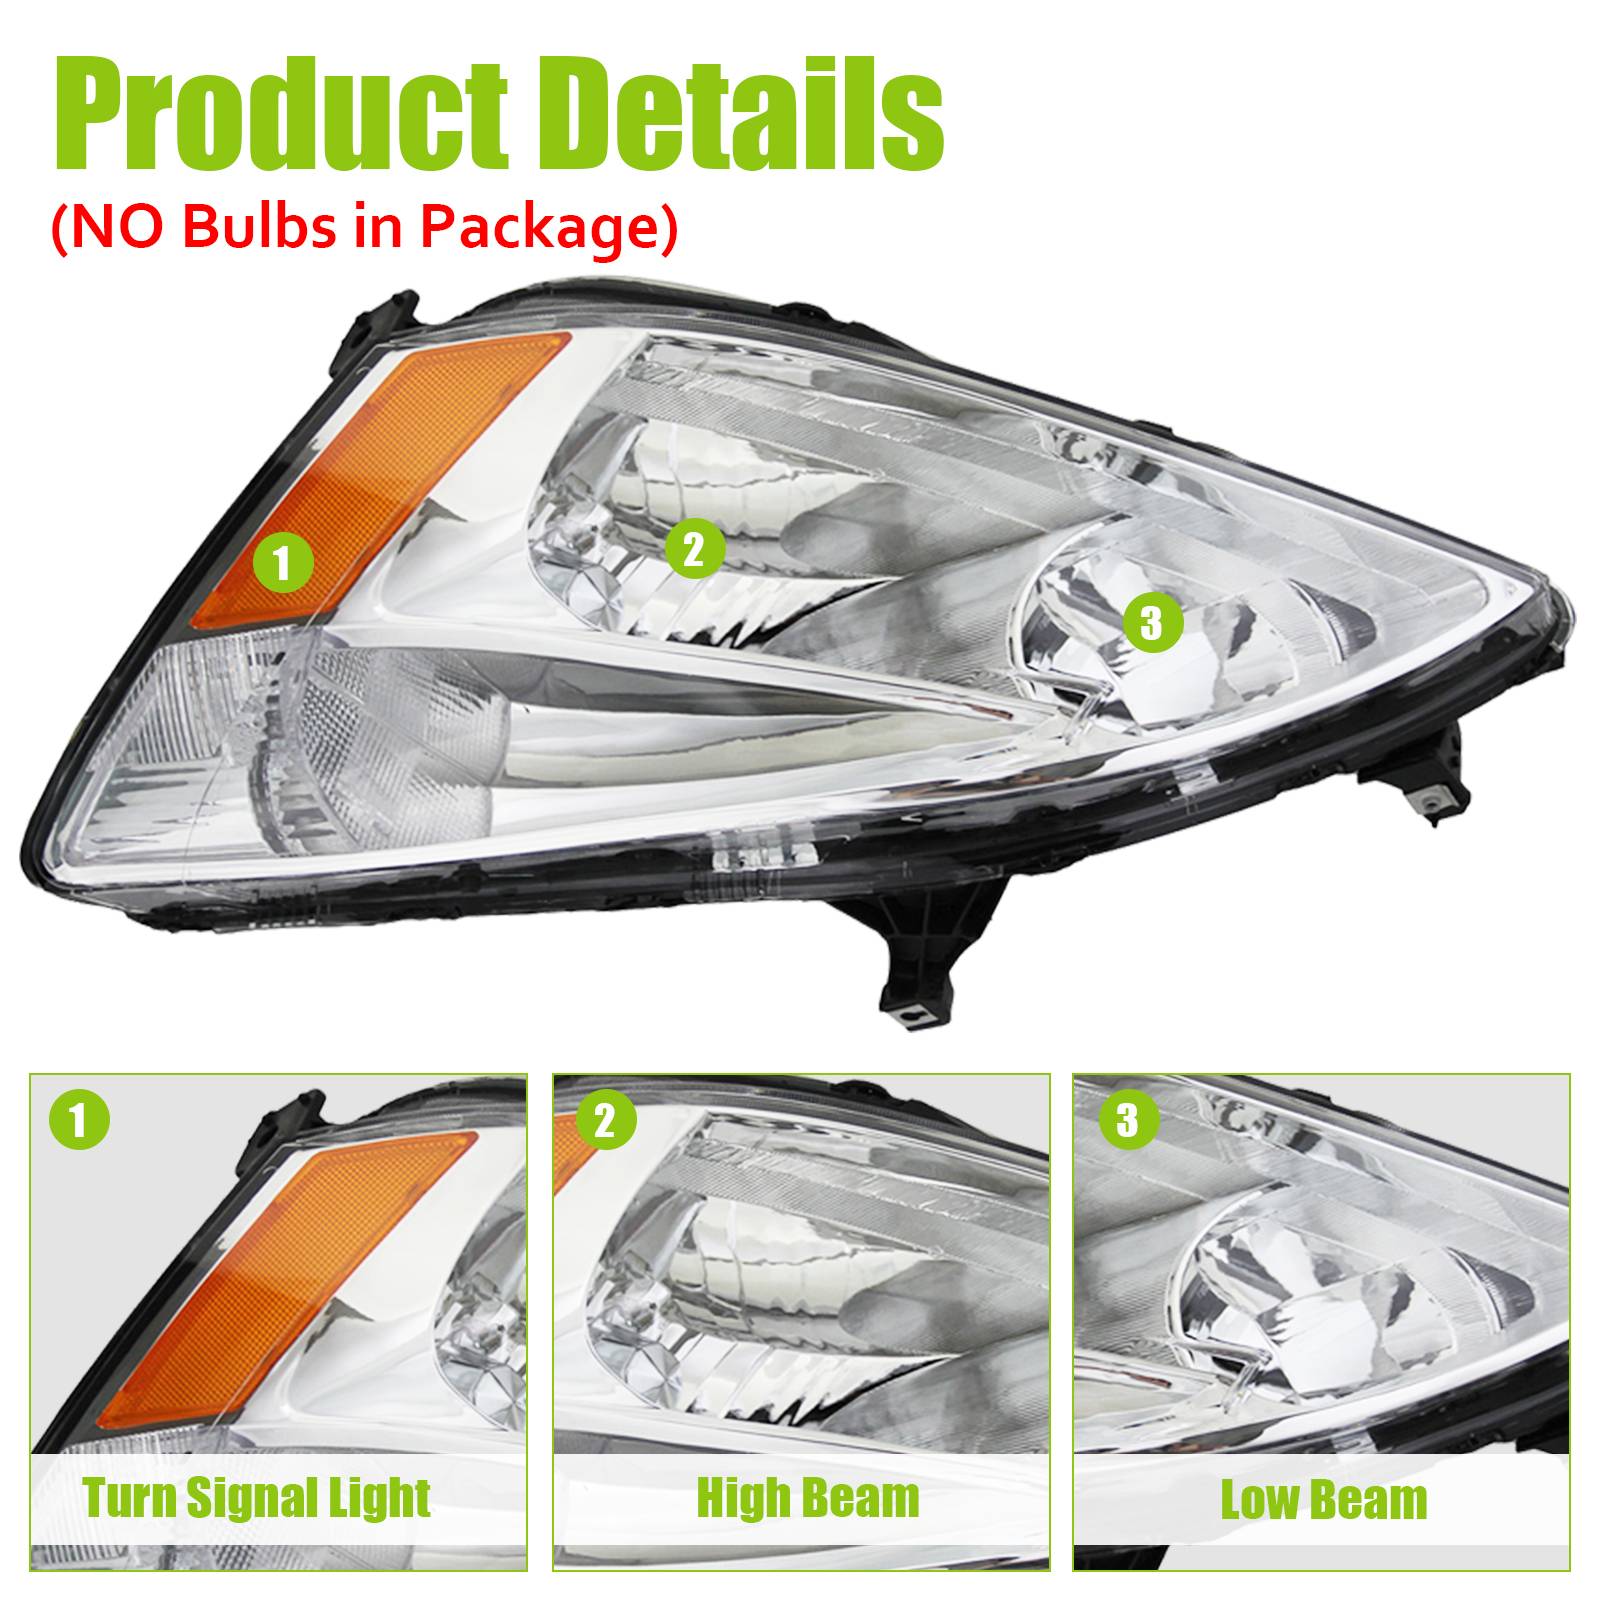 Product Details
(NO Bulbs in Package)
1
2
3
1
2
3
Turn Signal Light
High Beam
Low Beam